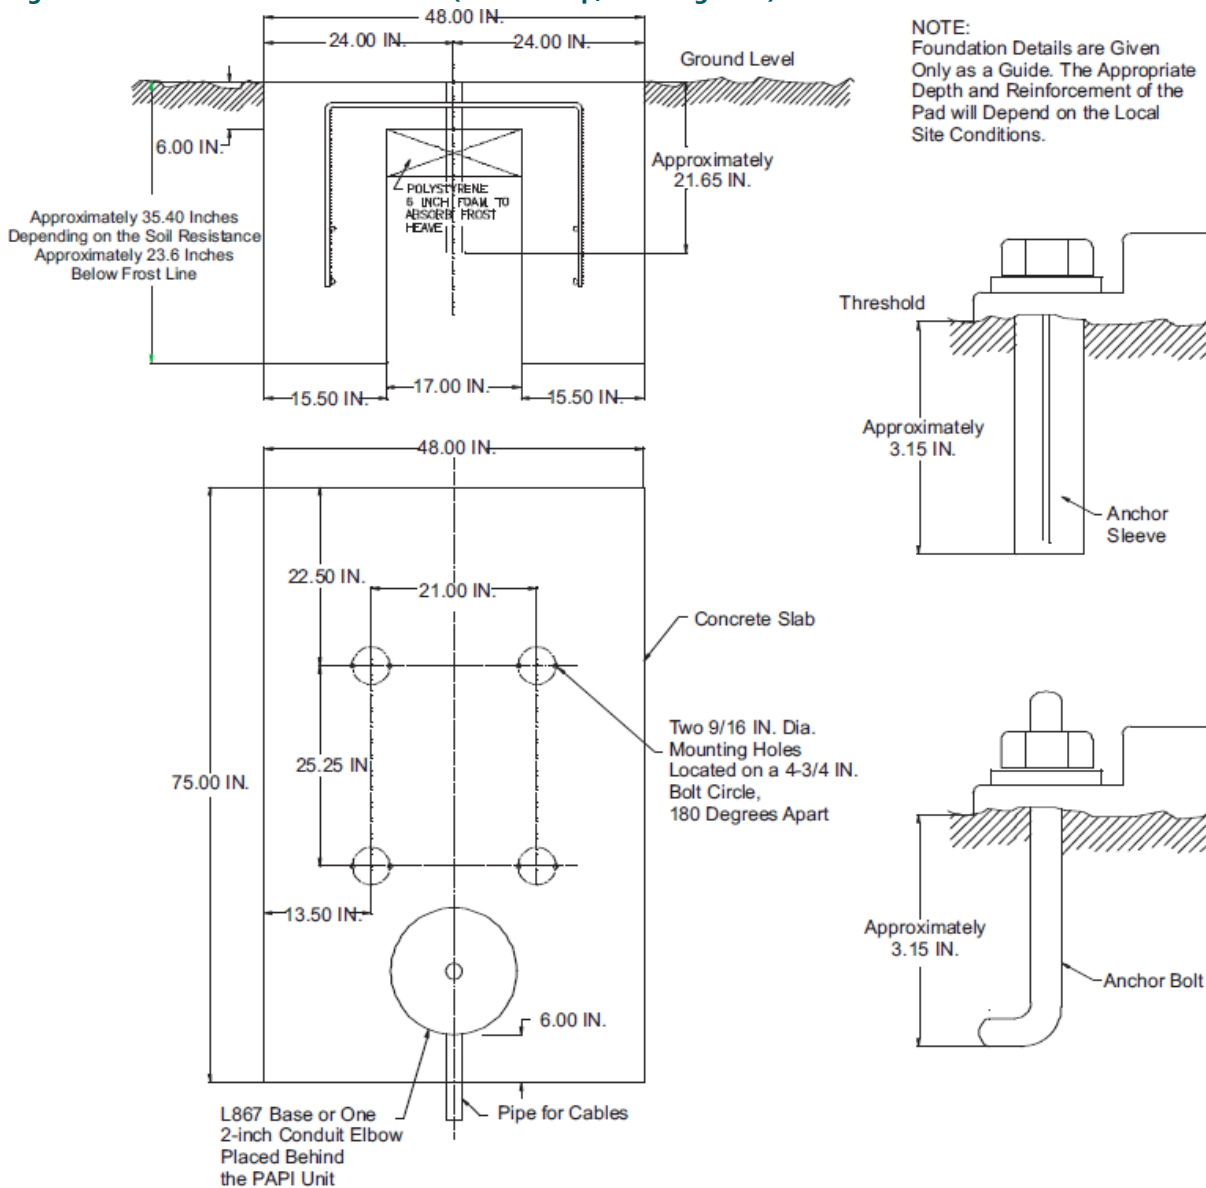 48.00 IN.
24.00 IN.
24.00 IN.
Ground Level
6.00 IN.
Approximately
21.65 IN.
POLYSTYRENE
6 INCH FOAM TO
ABSORB FROST
HEAVE
Approximately 35.40 Inches
Depending on the Soil Resistance
Approximately 23.6 Inches
Below Frost Line
15.50 IN.
17.00 IN.
15.50 IN.
NOTE:
Foundation Details are Given
Only as a Guide. The Appropriate
Depth and Reinforcement of the
Pad will Depend on the Local
Site Conditions.
Threshold
Approximately
3.15 IN.
Anchor
Sleeve
48.00 IN.
22.50 IN.
21.00 IN.
Concrete Slab
Two 9/16 IN. Dia.
Mounting Holes
Located on a 4-3/4 IN.
Bolt Circle,
180 Degrees Apart
25.25 IN
75.00 IN.
13.50 IN.
6.00 IN.
L867 Base or One
2-inch Conduit Elbow
Placed Behind
the PAPI Unit
Pipe for Cables
Approximately
3.15 IN.
Anchor Bolt